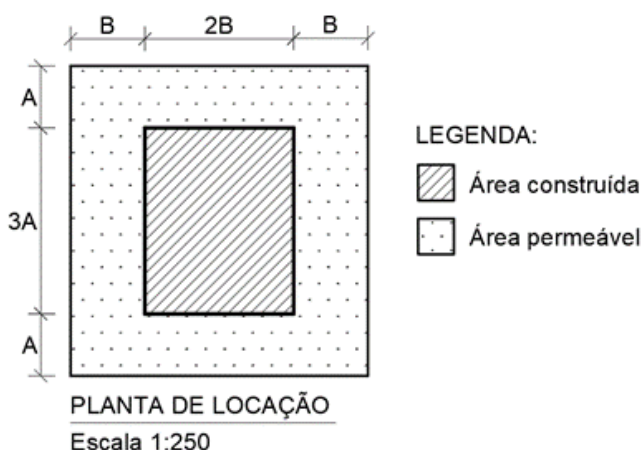 B 2B B
A
3A
A
LEGENDA:
Área construída
Área permeável
PLANTA DE LOCAÇÃO
Escala 1:250